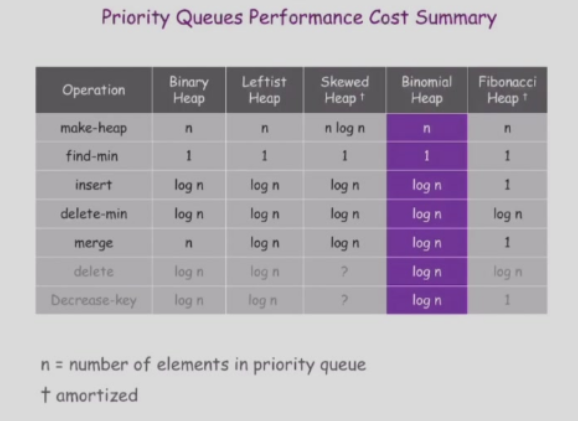 Priority Queues Performance Cost Summary
Operation Binary Heap Leftist Heap Skewed Heap † Binomial Heap Fibonacci Heap †
make-heap n n n log n n n
find-min 1 1 1 1 1
insert log n log n log n log n 1
delete-min log n log n log n log n log n
merge n log n log n log n 1
delete log n log n ? log n log n
Decrease-key log n log n ? log n 1
n = number of elements in priority queue
† amortized